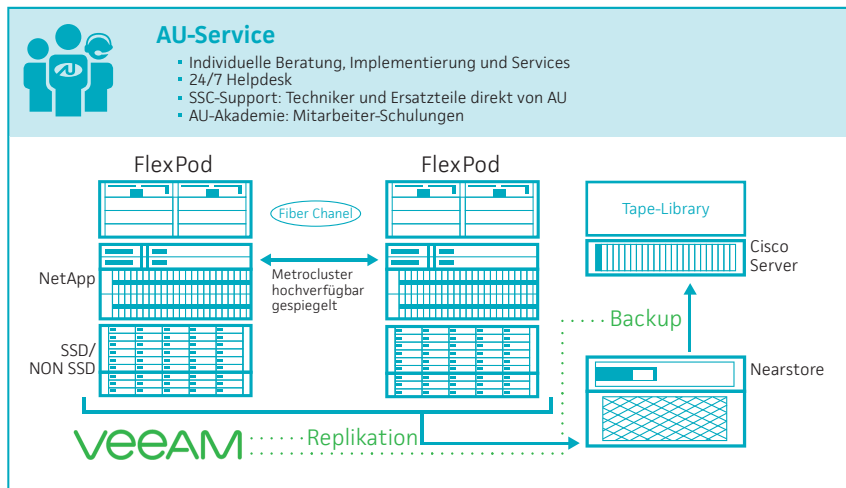 AU-Service
▪ Individuelle Beratung, Implementierung und Services
▪ 24/7 Helpdesk
▪ SSC-Support: Techniker und Ersatzteile direkt von AU
▪ AU-Akademie: Mitarbeiter-Schulungen
FlexPod
FlexPod
Fiber Chanel
Tape-Library
Cisco
Server
NetApp
Metrocluster
hochverfügbar
gespiegelt
Backup
SSD/
NON SSD
Nearstore
veeAM
Replikation